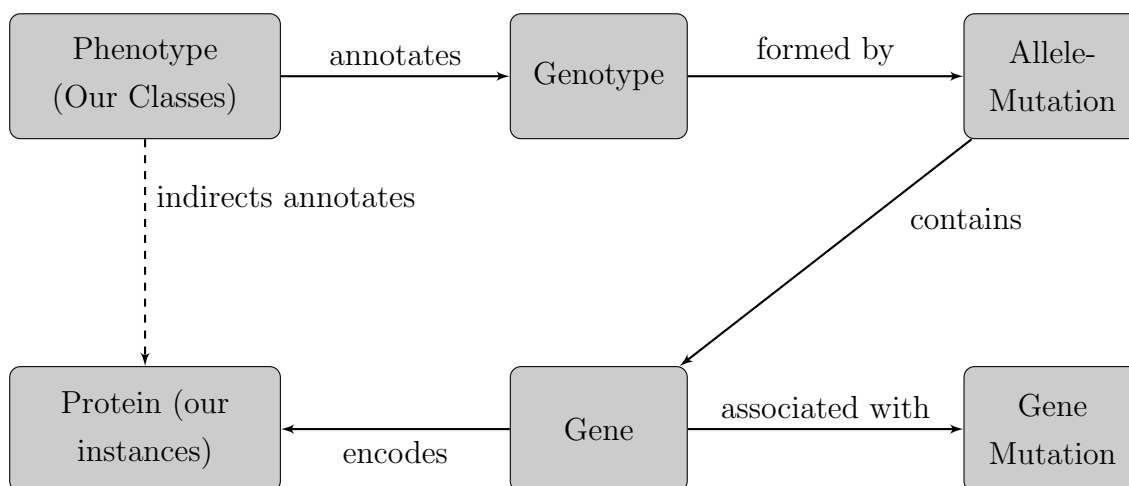 Phenotype
(Our Classes)
annotates
Genotype
formed by
Allele-
Mutation
indirects annotates
contains
Protein (our
instances)
encodes
Gene
associated with
Gene
Mutation